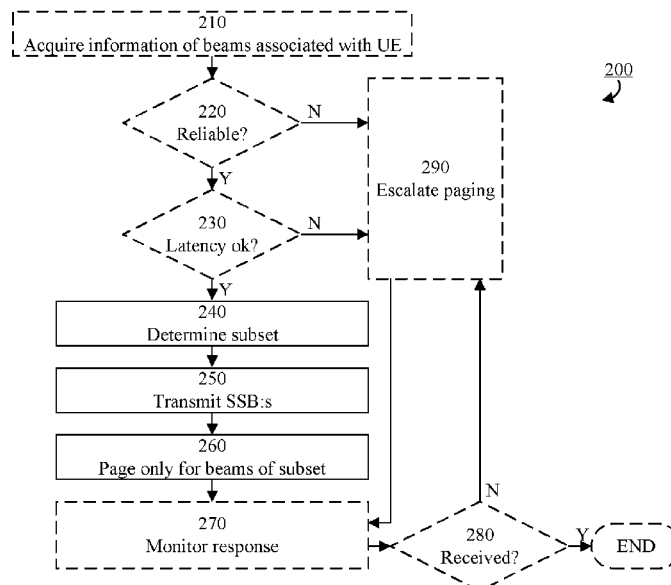 210
Acquire information of beams associated with UE
200
220
Reliable?
N
Y
290
Escalate paging
230
Latency ok?
N
Y
240
Determine subset
250
Transmit SSB:s
260
Page only for beams of subset
270
Monitor response
N
280
Received?
Y
END